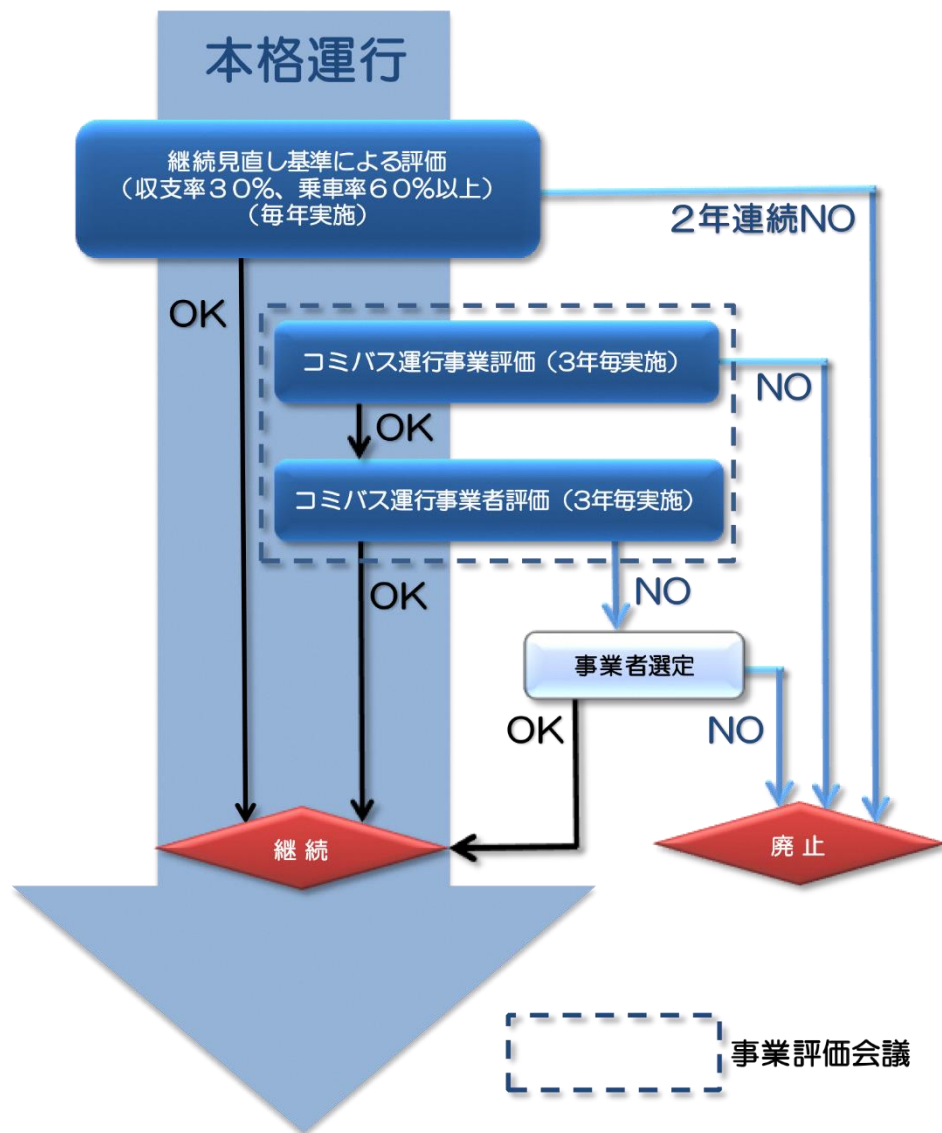 本格運行
継続見直し基準による評価
（収支率３０％、乗車率６０％以上）
（毎年実施）
２年連続NO
OK
コミバス運行事業評価（３年毎実施）
NO
OK
コミバス運行事業者評価（３年毎実施）
OK
NO
事業者選定
OK
NO
継 続
廃 止
事業評価会議